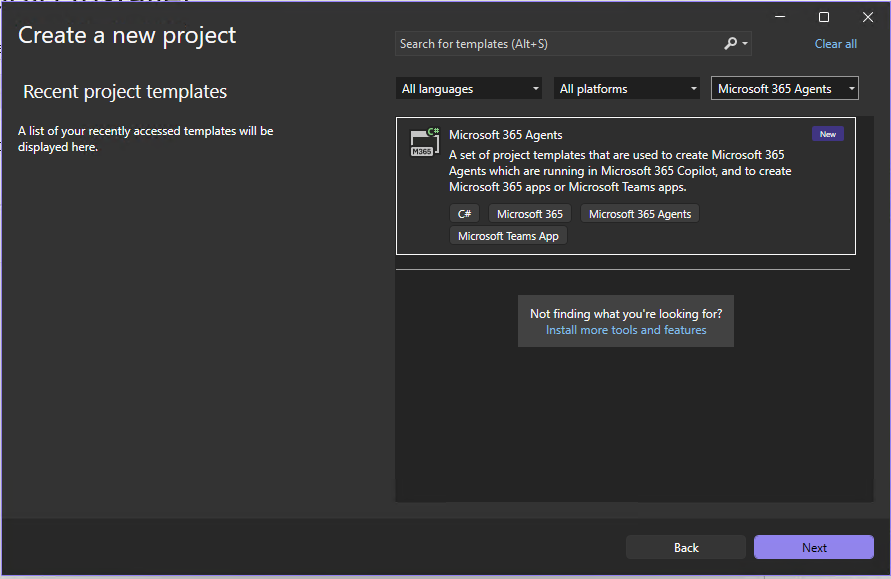 Create a new project
Search for templates (Alt+S)
Clear all
Recent project templates
A list of your recently accessed templates will be
displayed here.
All languages
All platforms
Microsoft 365 Agents
C#
M365
Microsoft 365 Agents
New
A set of project templates that are used to create Microsoft 365
Agents which are running in Microsoft 365 Copilot, and to create
Microsoft 365 apps or Microsoft Teams apps.
C#
Microsoft 365
Microsoft 365 Agents
Microsoft Teams App
Not finding what you're looking for?
Install more tools and features
Back
Next